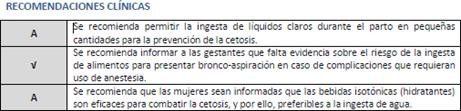 RECOMENDACIONES CLÍNICAS
A
Se recomienda permitir la ingesta de líquidos claros durante el parto en pequeñas
cantidades para la prevención de la cetosis.
√
Se recomienda informar a las gestantes que falta evidencia sobre el riesgo de la ingesta
de alimentos para presentar bronco-aspiración en caso de complicaciones que requieran
uso de anestesia.
A
Se recomienda que las mujeres sean informadas que las bebidas isotónicas (hidratantes)
son eficaces para combatir la cetosis, y por ello, preferibles a la ingesta de agua.